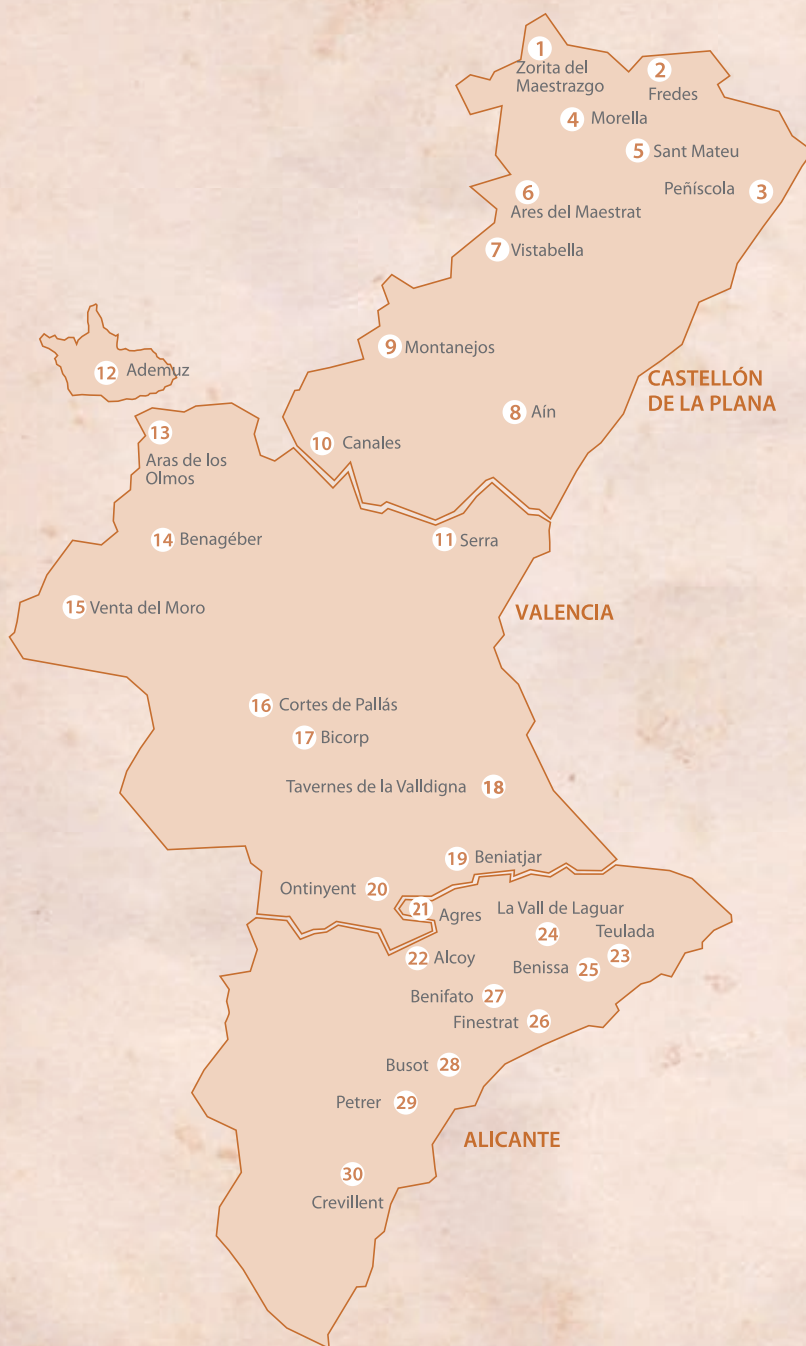 1
Zorita del
Maestrazgo
2
Fredes
4 Morella
5 Sant Mateu
Peñíscola 3
6
Ares del Maestrat
7 Vistabella
9 Montanejos
12 Ademuz
CASTELLÓN
DE LA PLANA
8 Aín
13
Aras de los
Olmos
10 Canales
14 Benagéber
11 Serra
15 Venta del Moro
VALENCIA
16 Cortes de Pallás
17 Bicorp
Tavernes de la Valldigna 18
19 Beniatjar
Ontinyent 20
21 Agres
La Vall de Laguar
24
Teulada
23
22 Alcoy
Benissa 25
Benifato 27
Finestrat 26
Busot 28
Petrer 29
ALICANTE
30
Crevillent